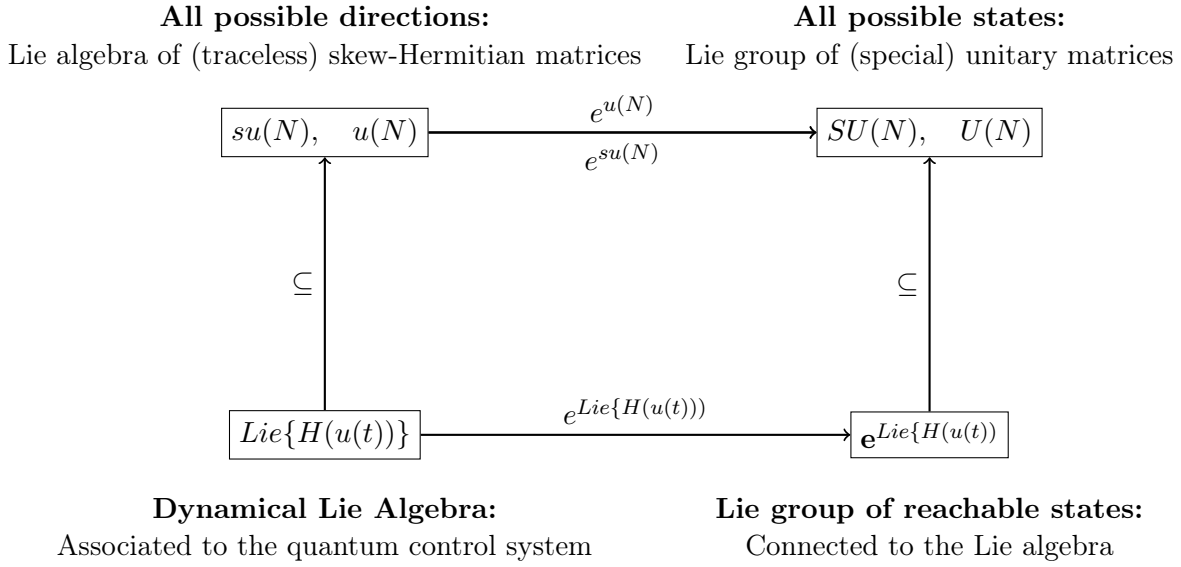 All possible directions:
Lie algebra of (traceless) skew-Hermitian matrices
All possible states:
Lie group of (special) unitary matrices
su(N), u(N)
e^{u(N)}
e^{su(N)}
SU(N), U(N)
⊆
⊆
Lie{H(u(t))}
e^{Lie{H(u(t)))}
e^{Lie{H(u(t))}
Dynamical Lie Algebra:
Associated to the quantum control system
Lie group of reachable states:
Connected to the Lie algebra